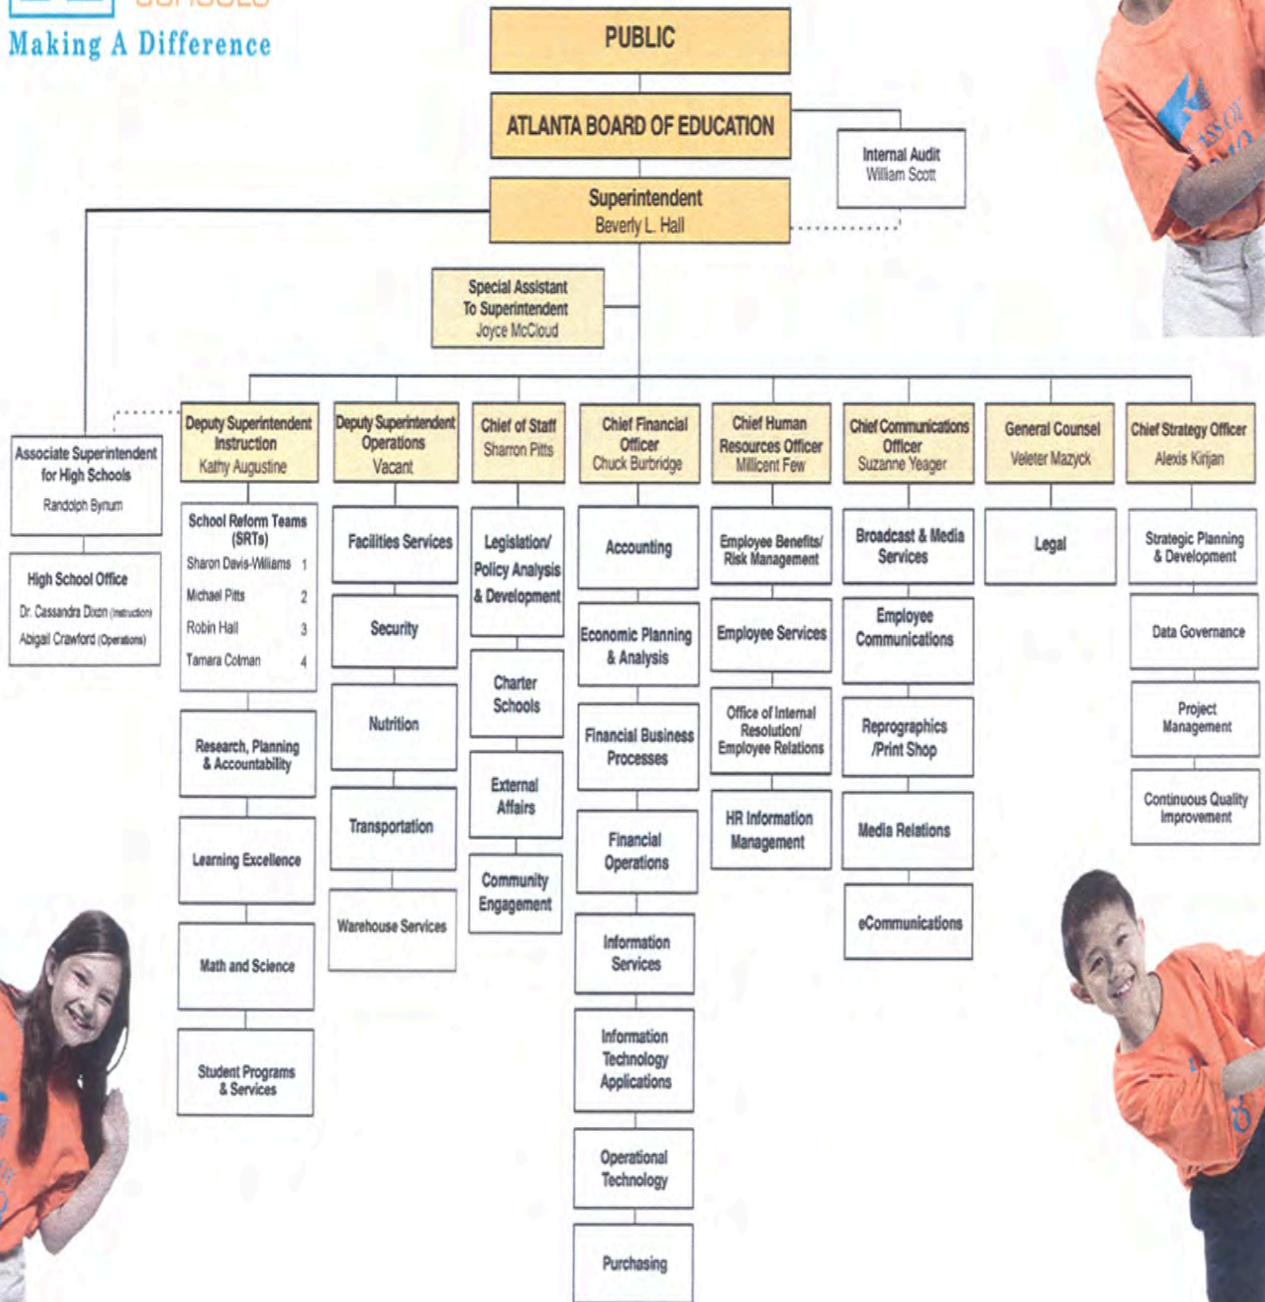 SCHOOLS
Making A Difference
PUBLIC
ATLANTA BOARD OF EDUCATION
Internal Audit
William Scott
Superintendent
Beverly L. Hall
Special Assistant
To Superintendent
Joyce McCloud
Associate Superintendent
for High Schools
Randolph Bynum
High School Office
Dr. Cassandra Dixon (Instruction)
Abigail Crawford (Operations)
Deputy Superintendent
Instruction
Kathy Augustine
School Reform Teams
(SRTs)
Sharon Davis-Williams 1
Michael Pitts 2
Robin Hall 3
Tamara Cotman 4
Research, Planning
& Accountability
Learning Excellence
Math and Science
Student Programs
& Services
Deputy Superintendent
Operations
Vacant
Facilities Services
Security
Nutrition
Transportation
Warehouse Services
Chief of Staff
Sharron Pitts
Legislation/
Policy Analysis
& Development
Charter
Schools
External
Affairs
Community
Engagement
Chief Financial
Officer
Chuck Burbridge
Accounting
Economic Planning
& Analysis
Financial Business
Processes
Financial
Operations
Information
Services
Information
Technology
Applications
Operational
Technology
Purchasing
Chief Human
Resources Officer
Millicent Few
Employee Benefits/
Risk Management
Employee Services
Office of Internal
Resolution/
Employee Relations
HR Information
Management
Chief Communications
Officer
Suzanne Yeager
Broadcast & Media
Services
Employee
Communications
Reprographics
/Print Shop
Media Relations
eCommunications
General Counsel
Veleter Mazyck
Legal
Chief Strategy Officer
Alexis Kirijan
Strategic Planning
& Development
Data Governance
Project
Management
Continuous Quality
Improvement